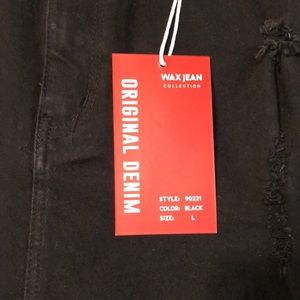 WAX JEAN
COLLECTION
ORIGINAL DENIM
STYLE: 90221
COLOR: BLACK
SIZE: L